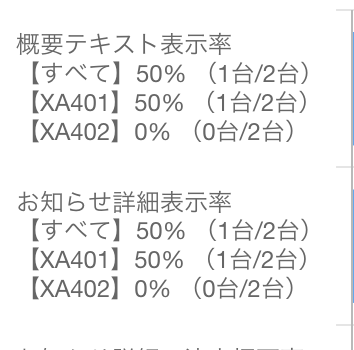 概要テキスト表示率
【すべて】50% （1台/2台）
【XA401】50% （1台/2台）
【XA402】0% （0台/2台）
お知らせ詳細表示率
【すべて】50% （1台/2台）
【XA401】50% （1台/2台）
【XA402】0% （0台/2台）